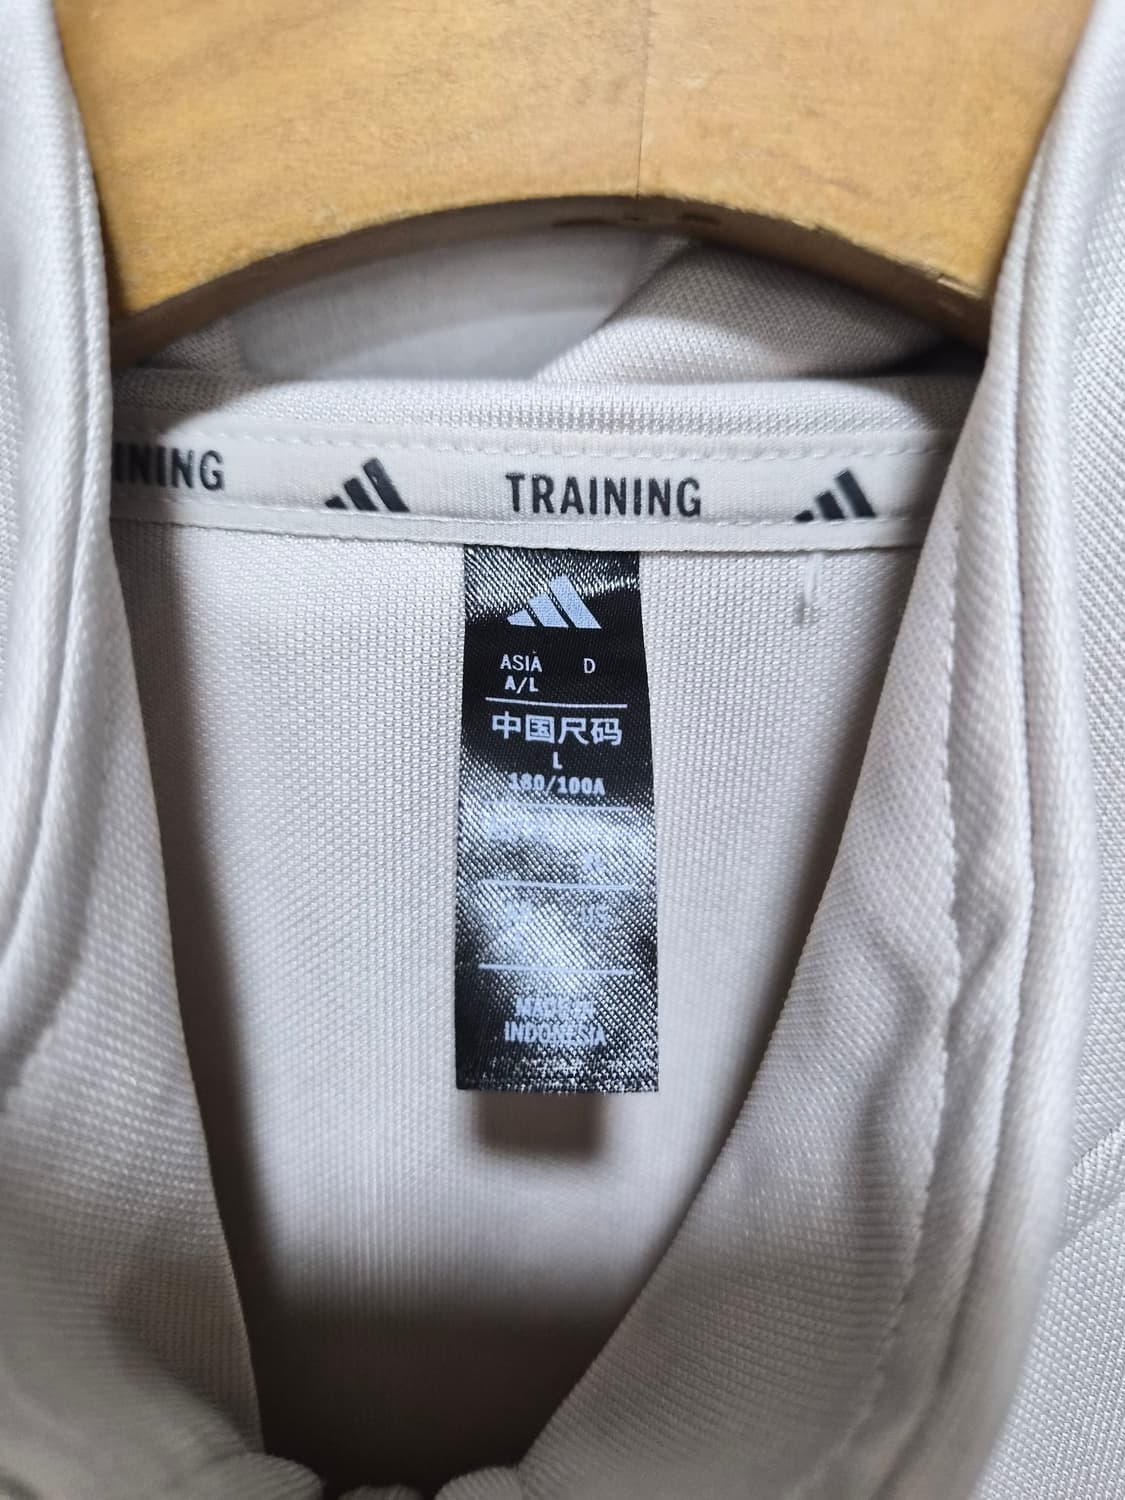 INING TRAINING
ASIA D
A/L
中国尺码
L
180/100A
MADE IN
INDONESIA